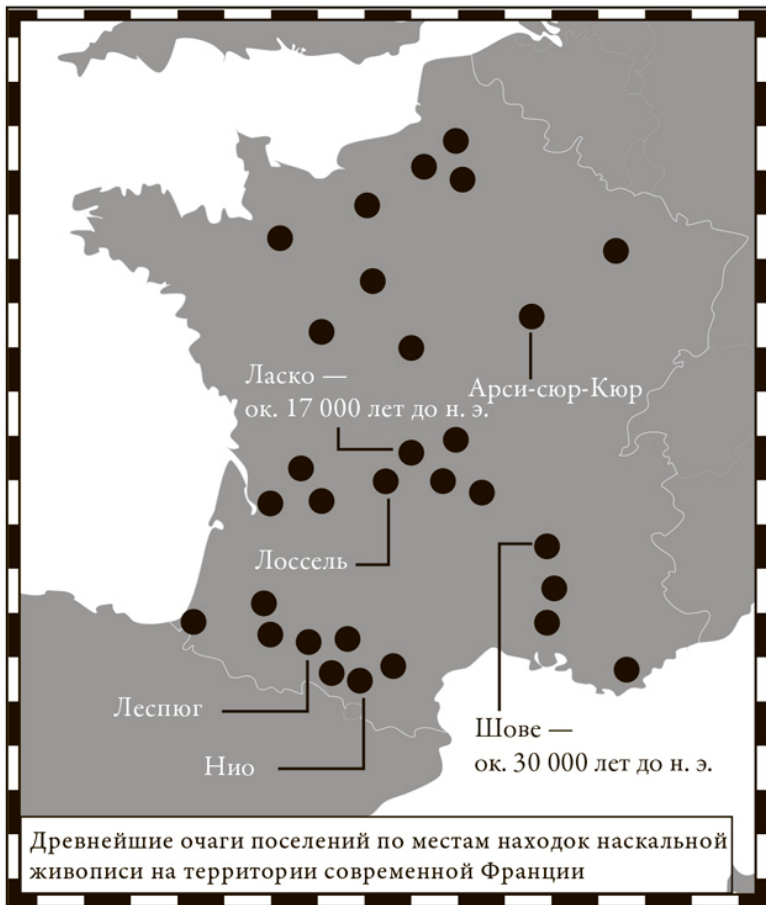 Ласко —
ок. 17 000 лет до н. э.
Арси-сюр-Кюр
Лоссель
Леспюг
Нио
Шове —
ок. 30 000 лет до н. э.
Древнейшие очаги поселений по местам находок наскальной
живописи на территории современной Франции